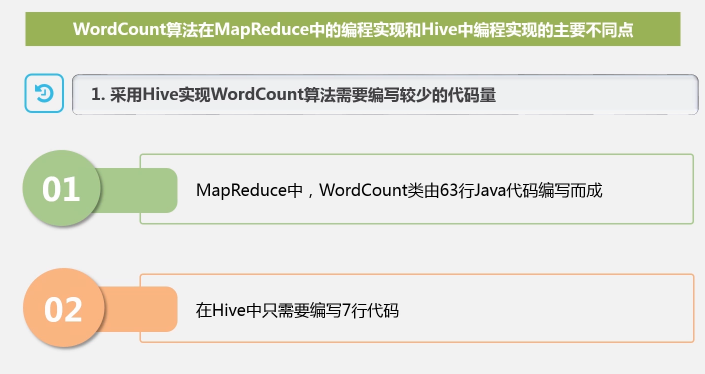 WordCount算法在MapReduce中的编程实现和Hive中编程实现的主要不同点
1. 采用Hive实现WordCount算法需要编写较少的代码量
01
MapReduce中，WordCount类由63行Java代码编写而成
02
在Hive中只需要编写7行代码